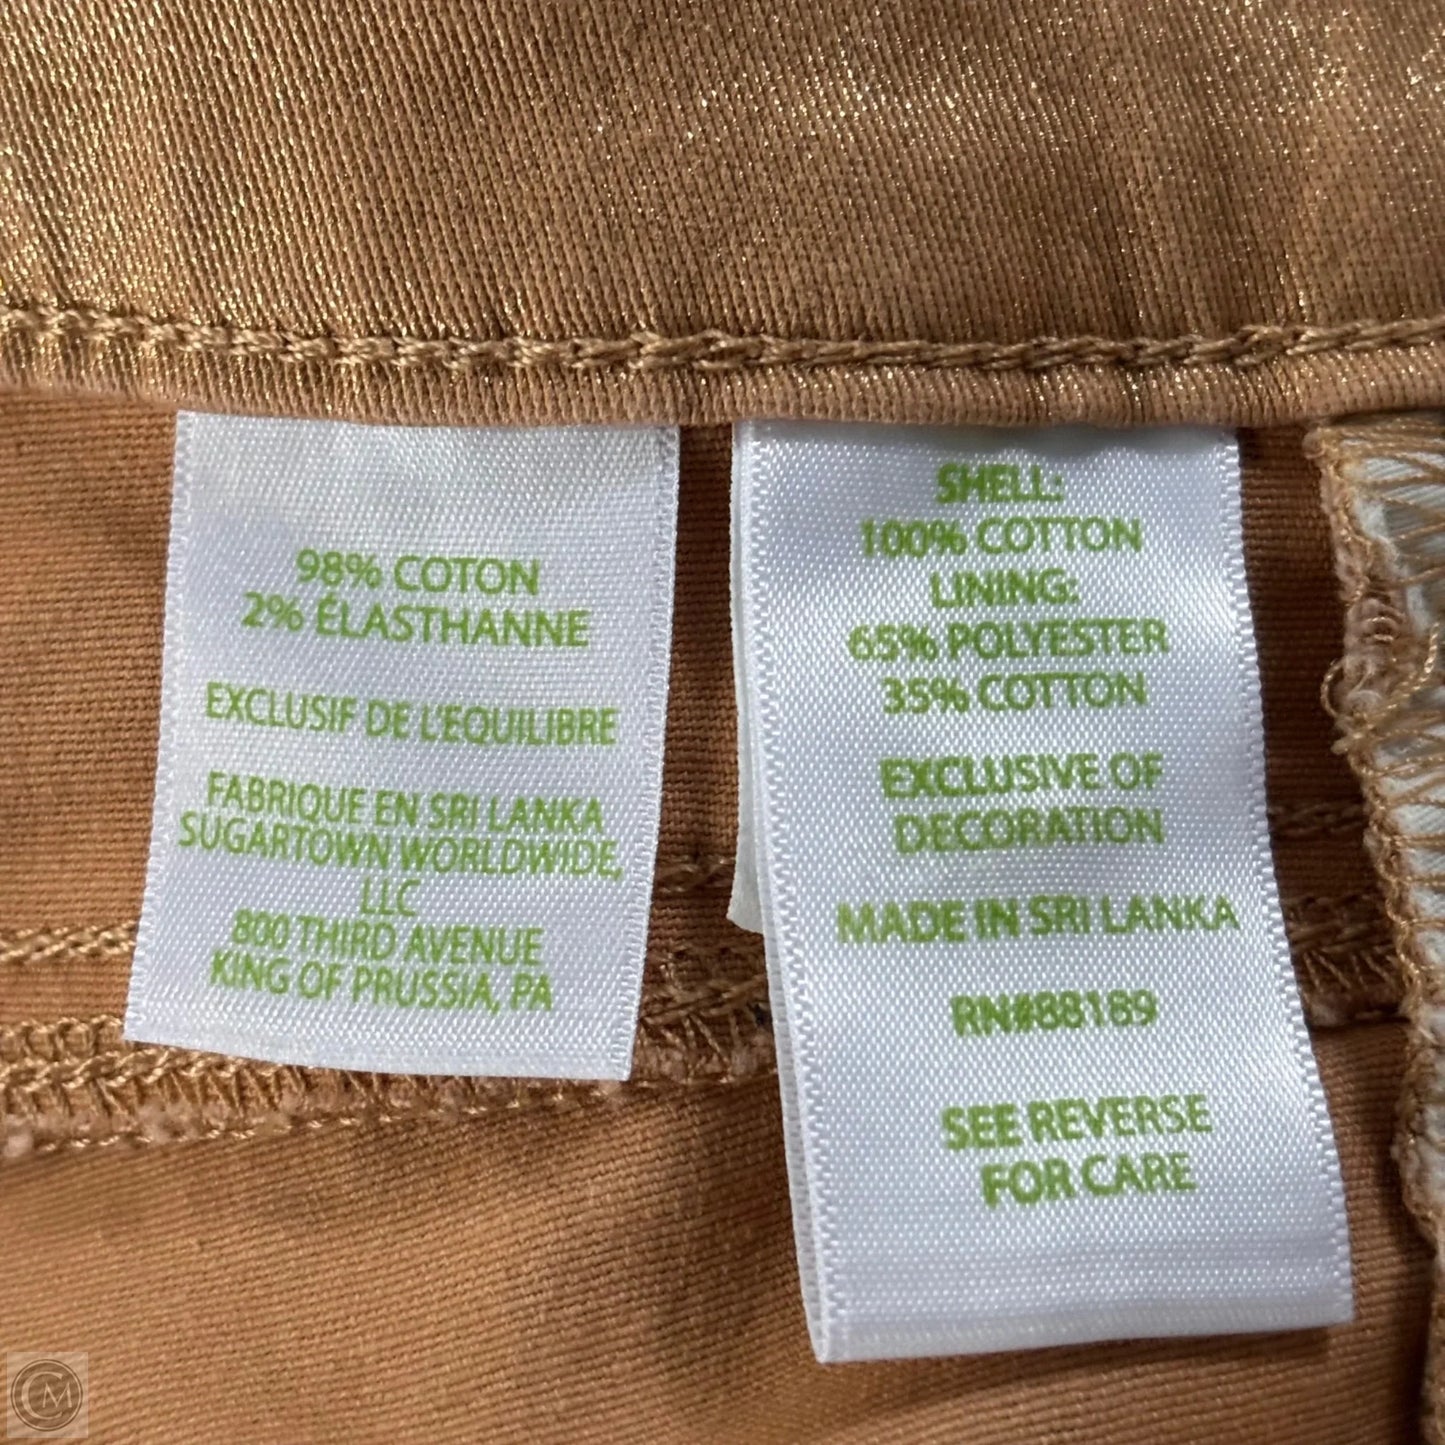 98% COTON
2% ÉLASTHANNE
EXCLUSIF DE L'EQUILIBRE
FABRIQUE EN SRI LANKA
SUGARTOWN WORLDWIDE,
LLC
800 THIRD AVENUE
KING OF PRUSSIA, PA
SHELL:
100% COTTON
LINING:
65% POLYESTER
35% COTTON
EXCLUSIVE OF
DECORATION
MADE IN SRI LANKA
RN#88189
SEE REVERSE
FOR CARE
CM